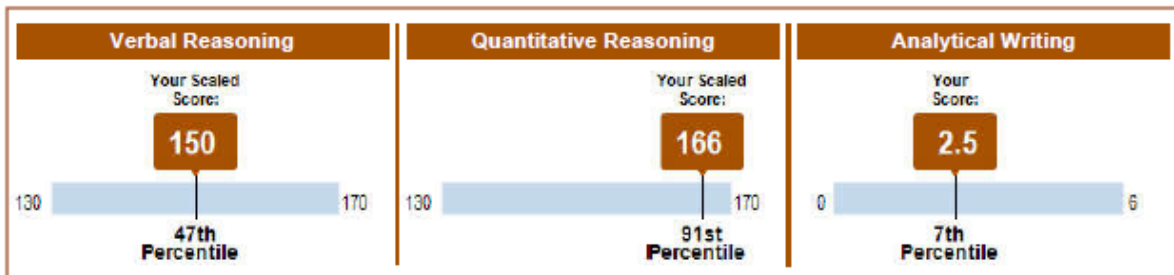 Verbal Reasoning
Your Scaled
Score:
150
130
170
47th
Percentile
Quantitative Reasoning
Your Scaled
Score:
166
130
170
91st
Percentile
Analytical Writing
Your
Score:
2.5
0
6
7th
Percentile